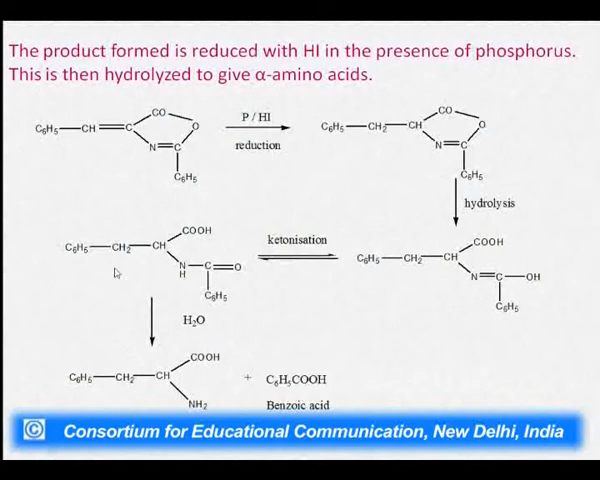 The product formed is reduced with HI in the presence of phosphorus.
This is then hydrolyzed to give α-amino acids.
C₆H₅ CH C CO O N C C₆H₅
P / HI
reduction
C₆H₅ CH₂ CH CO O N C C₆H₅
hydrolysis
C₆H₅ CH₂ CH COOH N H C O C₆H₅
ketonisation
C₆H₅ CH₂ CH COOH N C OH C₆H₅
H₂O
C₆H₅ CH₂ CH COOH NH₂
+ C₆H₅COOH
Benzoic acid
© Consortium for Educational Communication, New Delhi, India